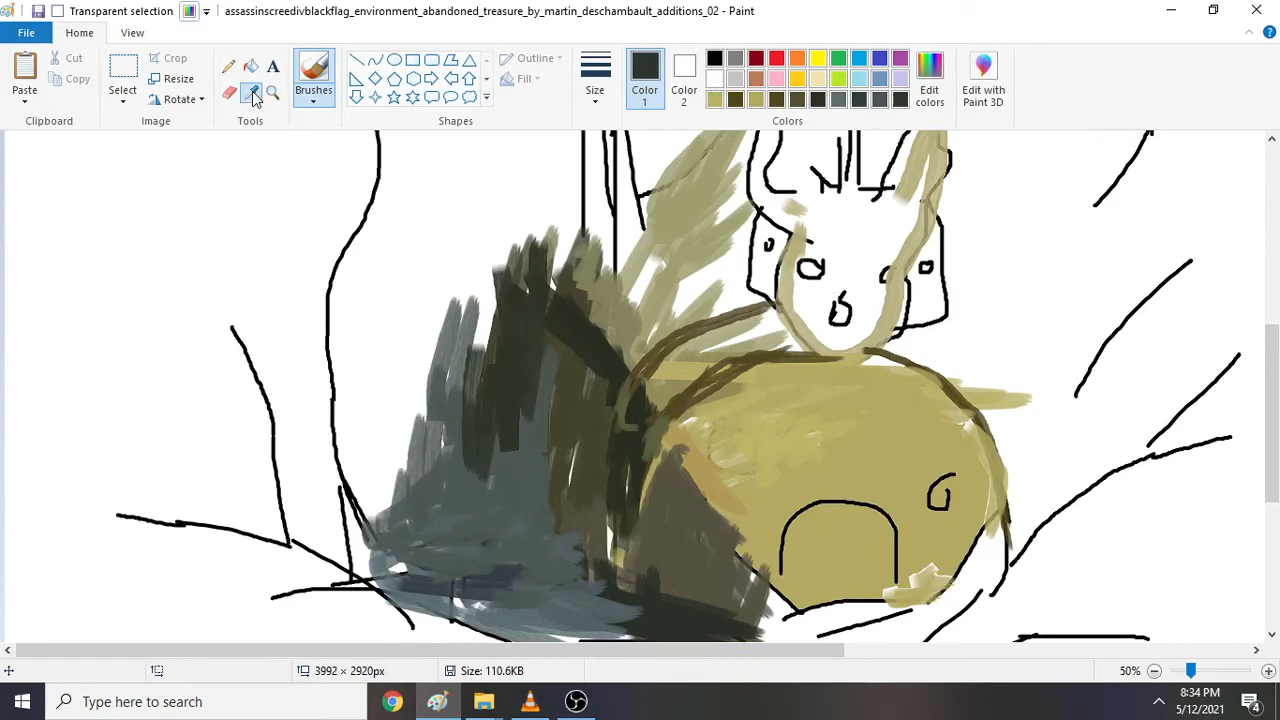 Transparent selection
assassinscreedivblackflag_environment_abandoned_treasure_by_martin_deschambault_additions_02 - Paint
File
Home
View
Paste
Cut
Copy
Clipboard
Select
Crop
Resize
Rotate
Image
Tools
Brushes
Outline
Fill
Shapes
Size
Color 1
Color 2
Edit colors
Edit with Paint 3D
Colors
3992 × 2920px
Size: 110.6KB
50%
Type here to search
8:34 PM
5/12/2021
4